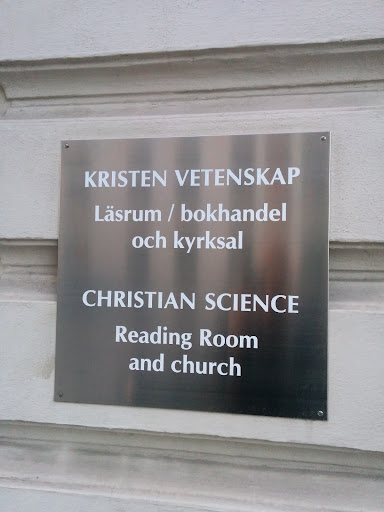 KRISTEN VETENSKAP
Läsrum / bokhandel
och kyrksal
CHRISTIAN SCIENCE
Reading Room
and church